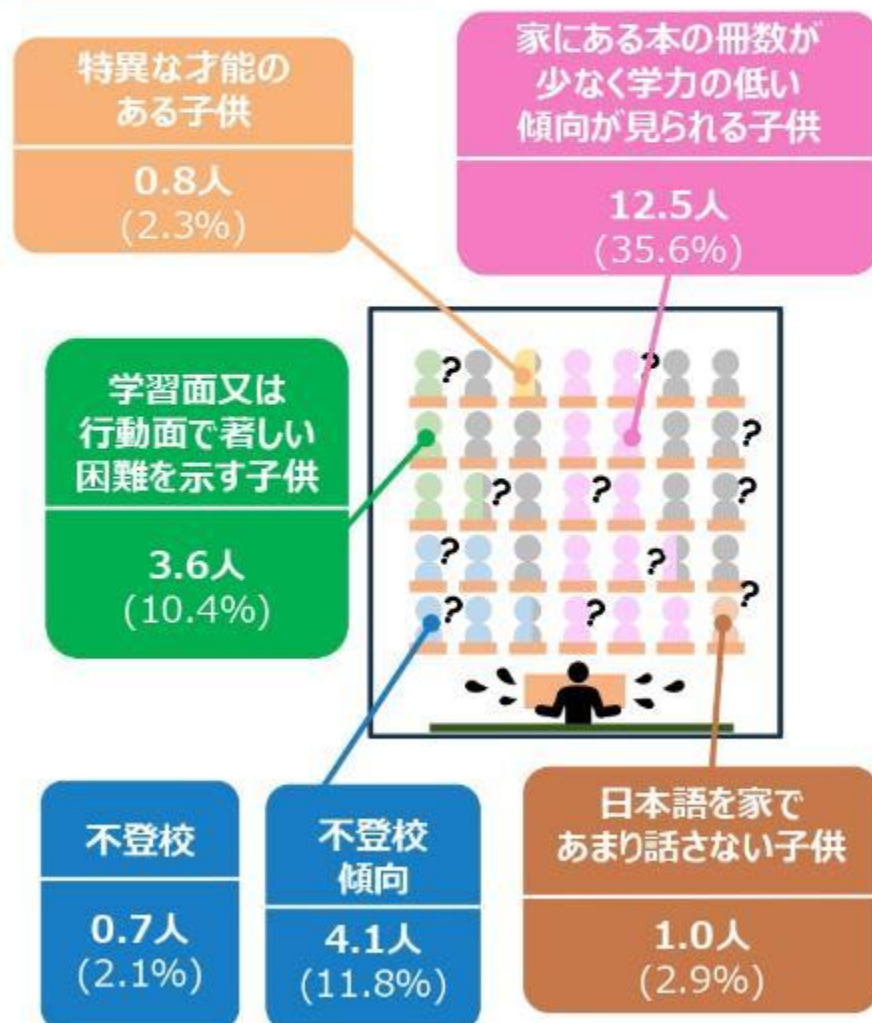 特異な才能の
ある子供
0.8人
(2.3%)
家にある本の冊数が
少なく学力の低い
傾向が見られる子供
12.5人
(35.6%)
学習面又は
行動面で著しい
困難を示す子供
3.6人
(10.4%)
?
?
?
?
?
?
?
?
?
?
?
不登校
0.7人
(2.1%)
不登校
傾向
4.1人
(11.8%)
日本語を家で
あまり話さない子供
1.0人
(2.9%)